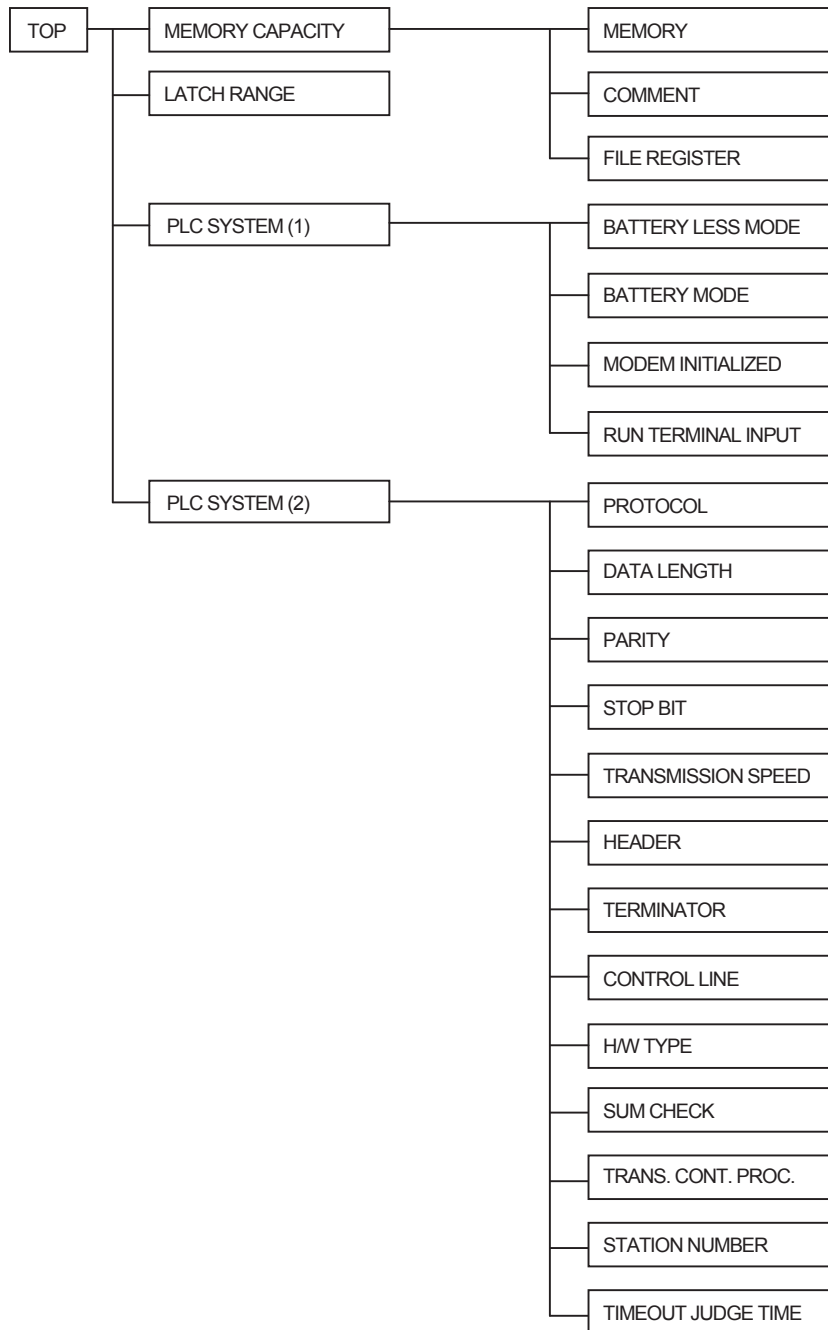 TOP
MEMORY CAPACITY
MEMORY
LATCH RANGE
COMMENT
FILE REGISTER
PLC SYSTEM (1)
BATTERY LESS MODE
BATTERY MODE
MODEM INITIALIZED
RUN TERMINAL INPUT
PLC SYSTEM (2)
PROTOCOL
DATA LENGTH
PARITY
STOP BIT
TRANSMISSION SPEED
HEADER
TERMINATOR
CONTROL LINE
H/W TYPE
SUM CHECK
TRANS. CONT. PROC.
STATION NUMBER
TIMEOUT JUDGE TIME